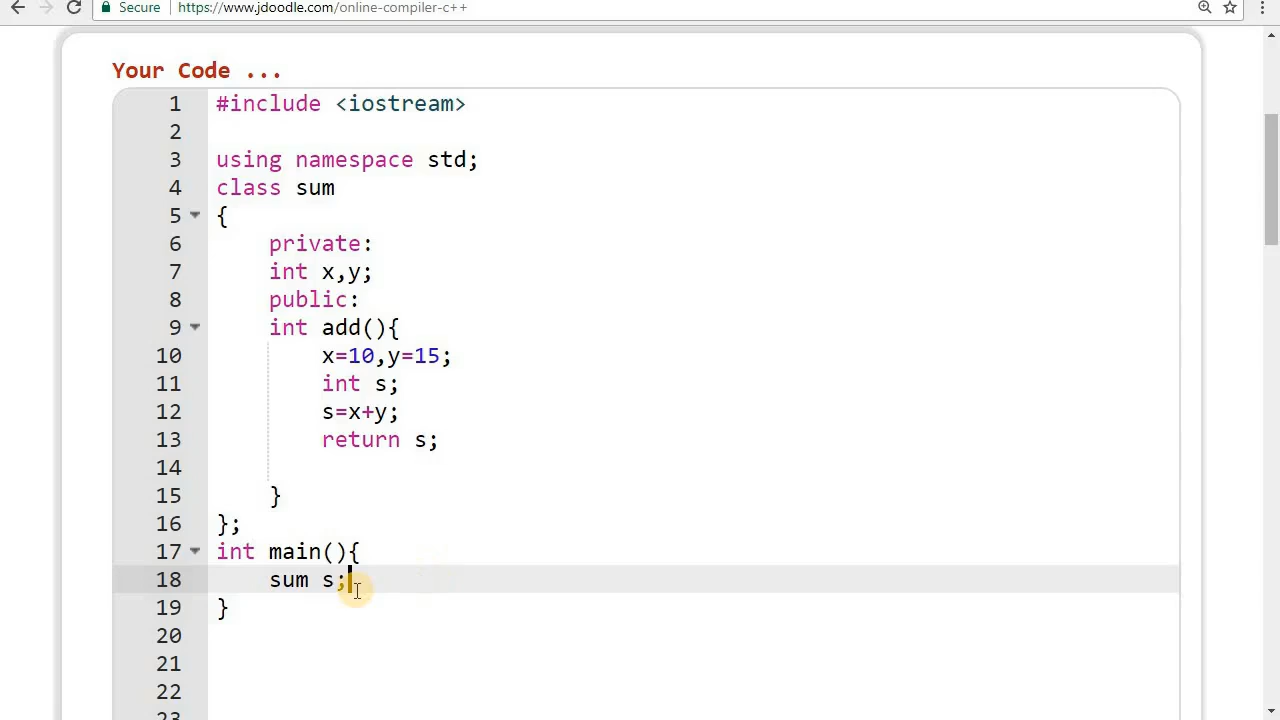 Secure https://www.jdoodle.com/online-compiler-c++
Your Code ...
1 #include <iostream>
2
3 using namespace std;
4 class sum
5 {
6     private:
7     int x,y;
8     public:
9     int add(){
10         x=10,y=15;
11         int s;
12         s=x+y;
13         return s;
14
15     }
16 };
17 int main(){
18     sum s;
19 }
20
21
22
23